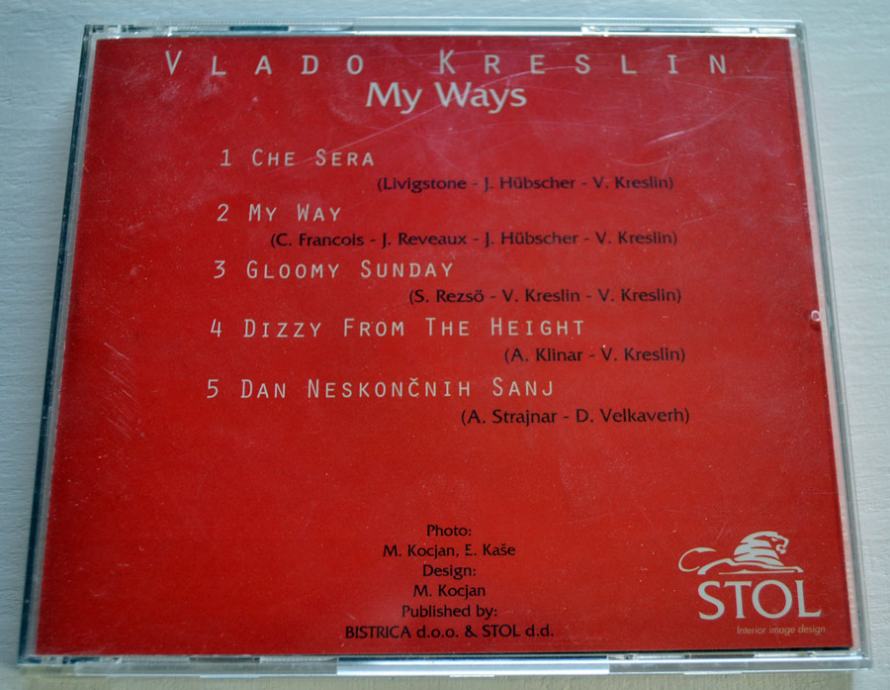 VLADO KRESLIN
My Ways
1 CHE SERA
(Livigstone - J. Hübscher - V. Kreslin)
2 MY WAY
(C. Francois - J. Reveaux - J. Hübscher - V. Kreslin)
3 GLOOMY SUNDAY
(S. Rezsö - V. Kreslin - V. Kreslin)
4 DIZZY FROM THE HEIGHT
(A. Klinar - V. Kreslin)
5 DAN NESKONČNIH SANJ
(A. Strajnar - D. Velkaverh)
Photo:
M. Kocjan, E. Kaše
Design:
M. Kocjan
Published by:
BISTRICA d.o.o. & STOL d.d.
STOL
Interior image design